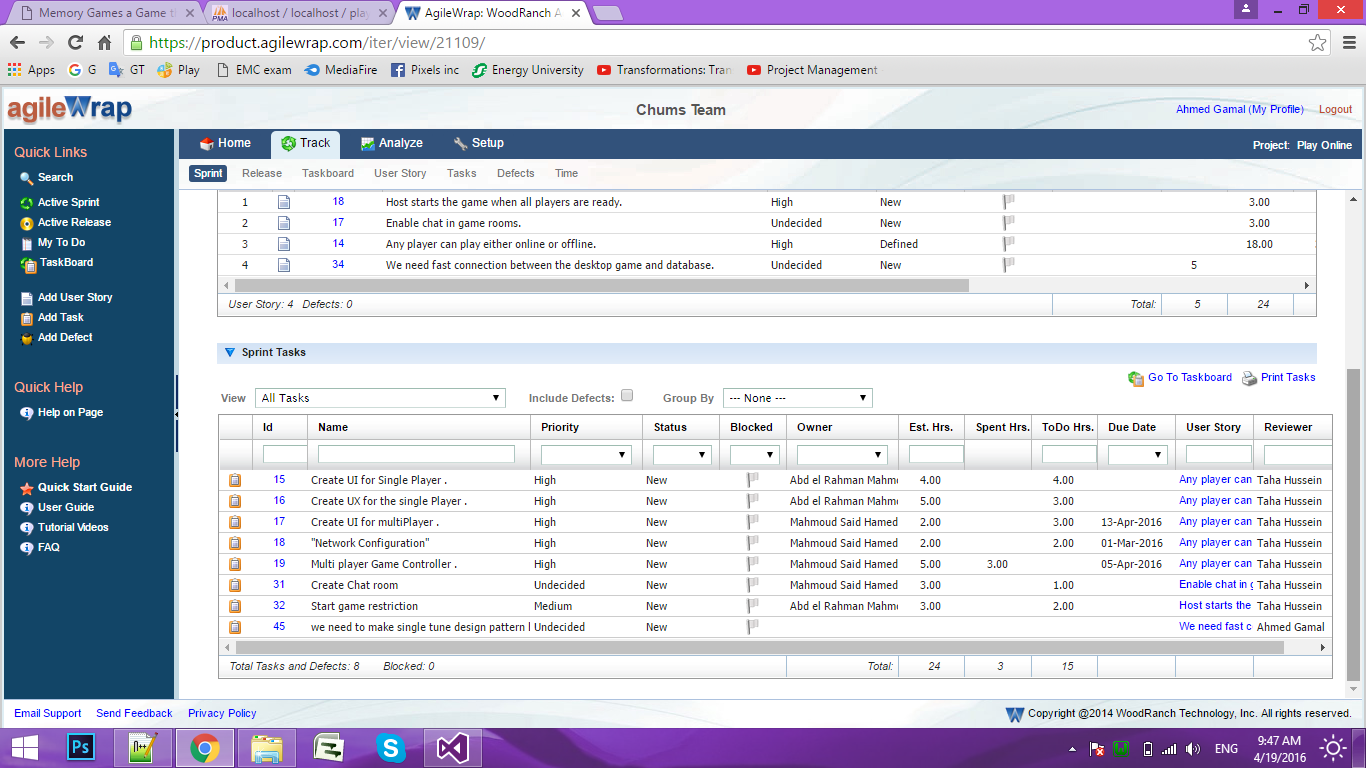 Memory Games a Game th
localhost / localhost / play
AgileWrap: WoodRanch A
https://product.agilewrap.com/iter/view/21109/
Apps G GT Play EMC exam MediaFire Pixels inc Energy University Transformations: Tran Project Management
agileWrap Chums Team Ahmed Gamal (My Profile) Logout
Home Track Analyze Setup Project: Play Online
Sprint Release Taskboard User Story Tasks Defects Time
Quick Links
Search
Active Sprint
Active Release
My To Do
TaskBoard
Add User Story
Add Task
Add Defect
Quick Help
Help on Page
More Help
Quick Start Guide
User Guide
Tutorial Videos
FAQ
1 18 Host starts the game when all players are ready. High New 3.00
2 17 Enable chat in game rooms. Undecided New 3.00
3 14 Any player can play either online or offline. High Defined 18.00
4 34 We need fast connection between the desktop game and database. Undecided New 5
User Story: 4 Defects: 0 Total: 5 24
Sprint Tasks
Go To Taskboard Print Tasks
View All Tasks Include Defects: Group By --- None ---
Id Name Priority Status Blocked Owner Est. Hrs. Spent Hrs. ToDo Hrs. Due Date User Story Reviewer
15 Create UI for Single Player . High New Abd el Rahman Mahmo 4.00 4.00 Any player can Taha Hussein
16 Create UX for the single Player . High New Abd el Rahman Mahmo 5.00 3.00 Any player can Taha Hussein
17 Create UI for multiPlayer . High New Mahmoud Said Hamed 2.00 3.00 13-Apr-2016 Any player can Taha Hussein
18 "Network Configuration" High New Mahmoud Said Hamed 2.00 2.00 01-Mar-2016 Any player can Taha Hussein
19 Multi player Game Controller . High New Mahmoud Said Hamed 5.00 3.00 05-Apr-2016 Any player can Taha Hussein
31 Create Chat room Undecided New Mahmoud Said Hamed 3.00 1.00 Enable chat in g Taha Hussein
32 Start game restriction Medium New Abd el Rahman Mahmo 3.00 2.00 Host starts the Taha Hussein
45 we need to make single tune design pattern Undecided New We need fast c Ahmed Gamal
Total Tasks and Defects: 8 Blocked: 0 Total: 24 3 15
Email Support Send Feedback Privacy Policy Copyright @2014 WoodRanch Technology, Inc. All rights reserved.
Ps ENG 9:47 AM
4/19/2016